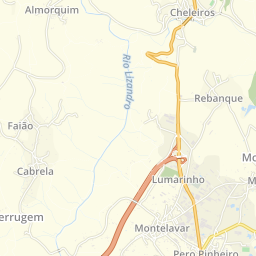 Almorquim
Cheleiros
Rio Lizandro
Rebanque
Faião
Mo
Cabrela
Lumarinho
M
errugem
Montelavar
Pero Pinheiro